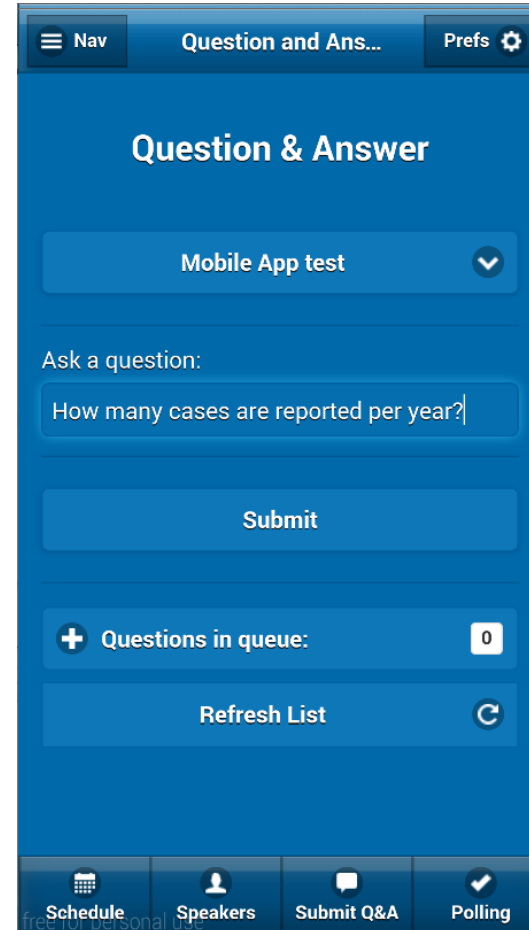 Nav
Question and Ans...
Prefs
Question & Answer
Mobile App test
Ask a question:
How many cases are reported per year?
Submit
Questions in queue:
0
Refresh List
Schedule
Speakers
Submit Q&A
Polling
free for personal use